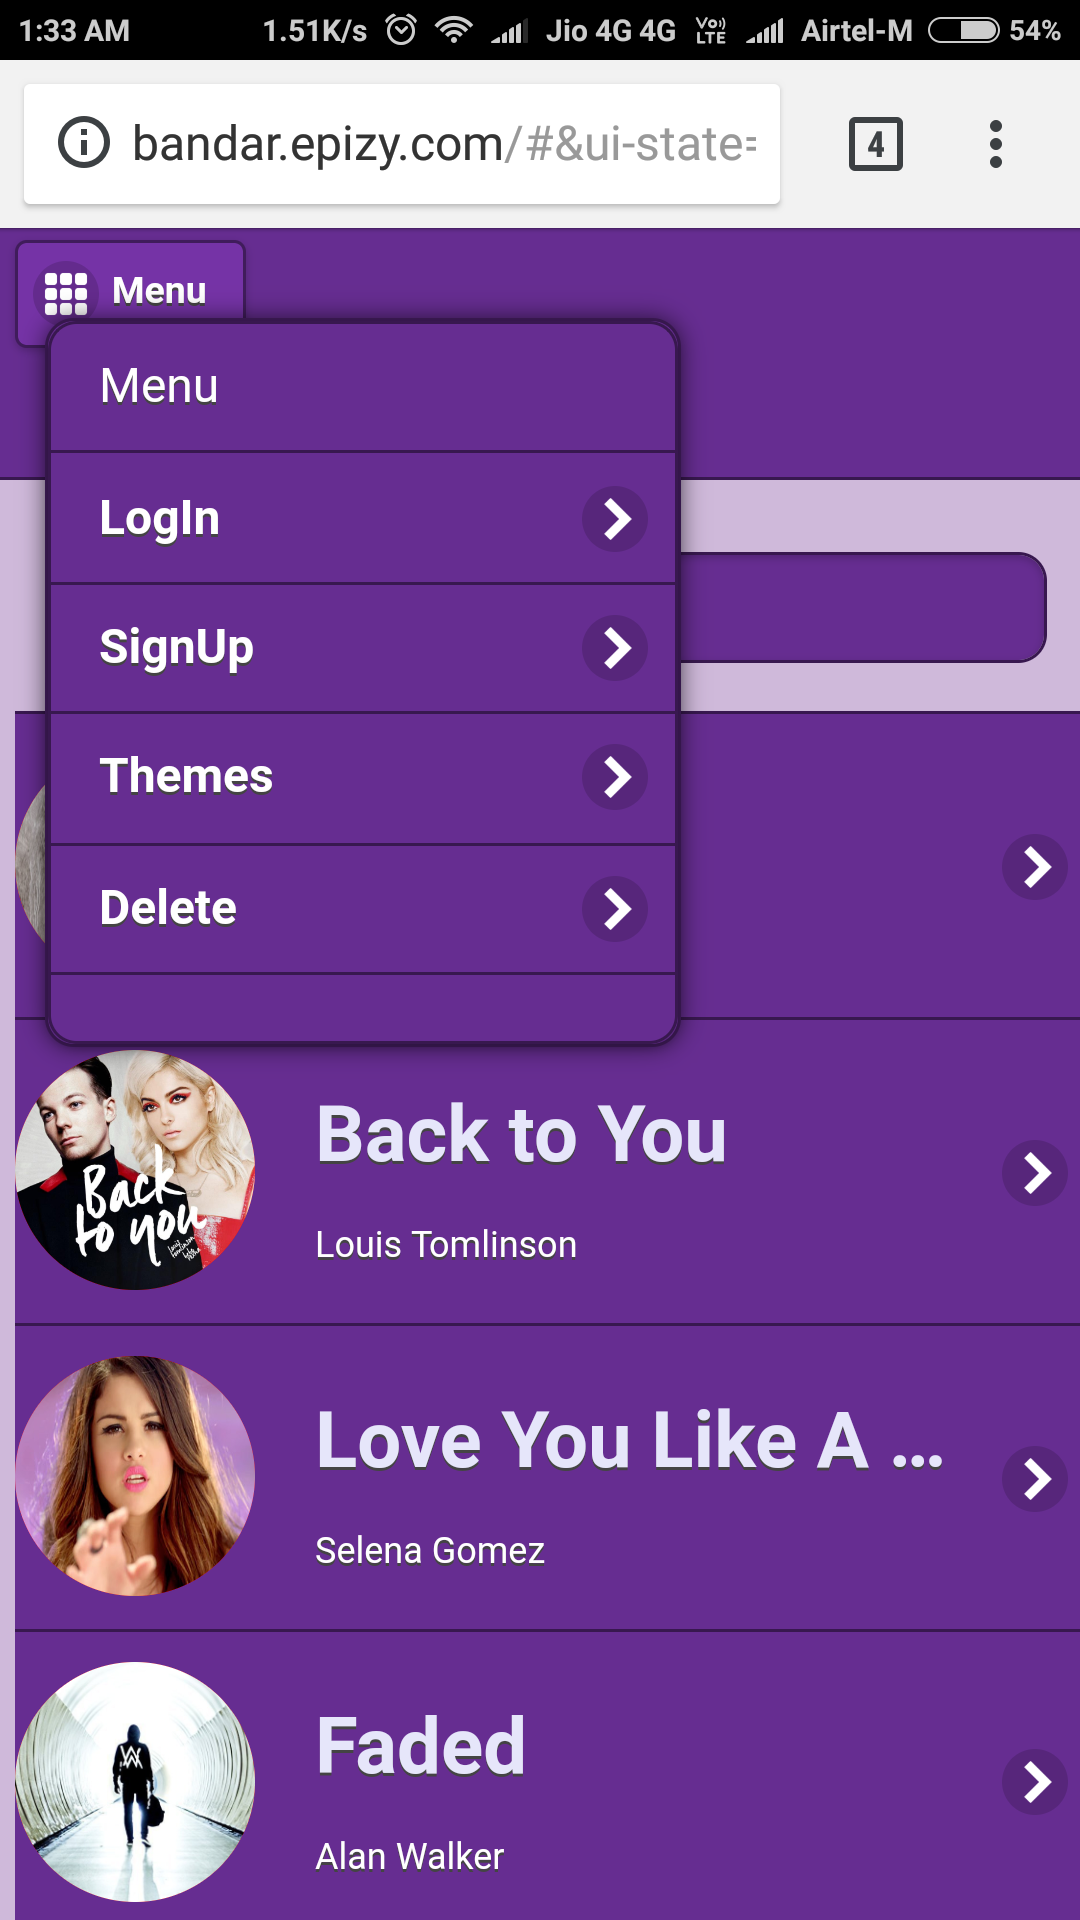 1:33 AM 1.51K/s Jio 4G 4G VoLTE Airtel-M 54%
bandar.epizy.com/#&ui-state=
4
Menu
Menu
LogIn
SignUp
Themes
Delete
Back to you
Back to You
Louis Tomlinson
Love You Like A ...
Selena Gomez
Faded
Alan Walker